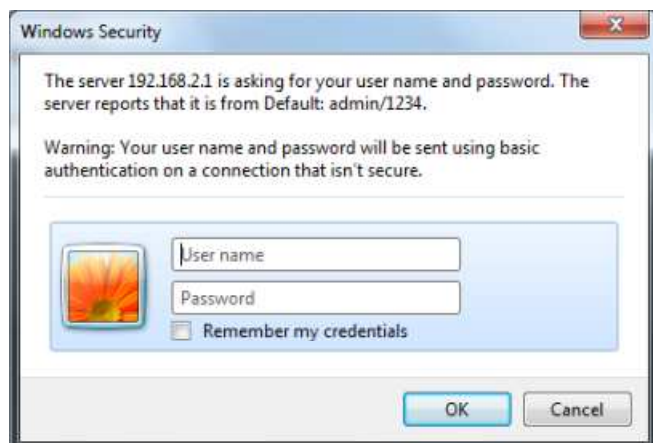 Windows Security
The server 192.168.2.1 is asking for your user name and password. The
server reports that it is from Default: admin/1234.
Warning: Your user name and password will be sent using basic
authentication on a connection that isn't secure.
User name
Password
Remember my credentials
OK
Cancel